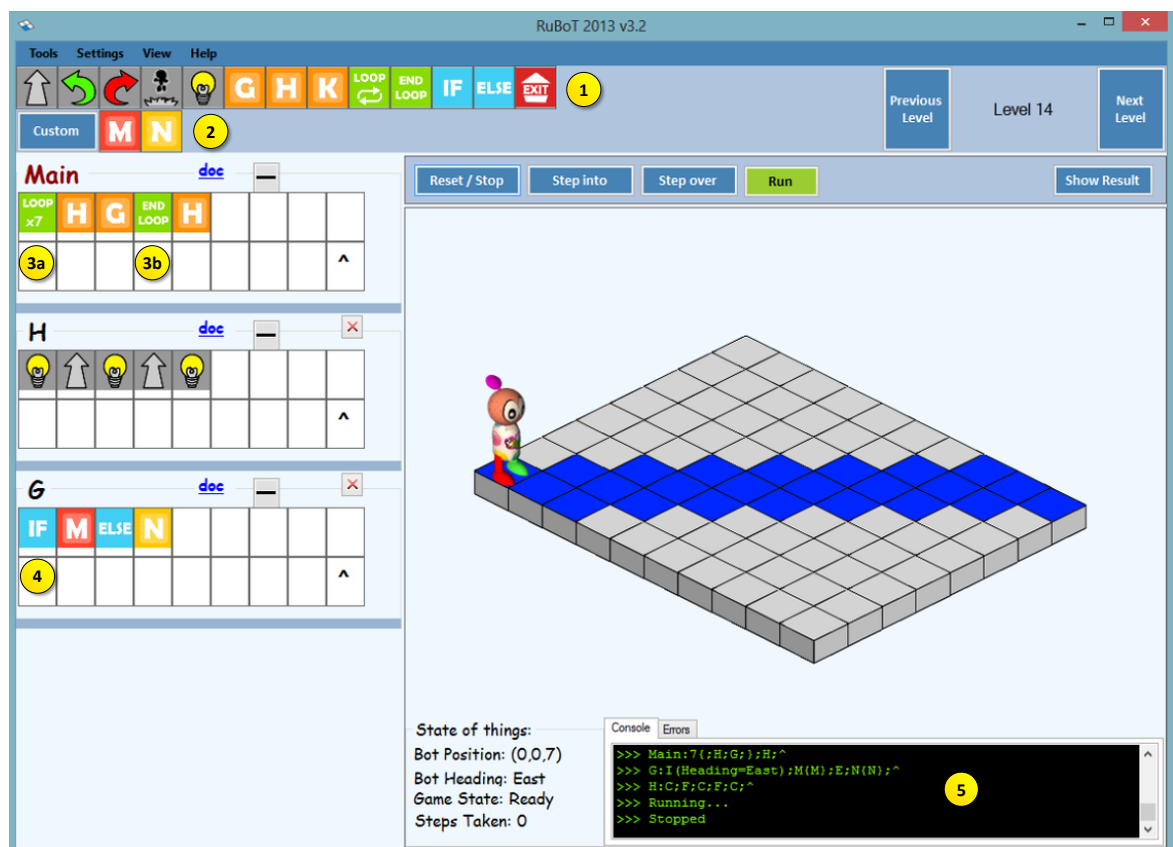 RuBoT 2013 v3.2
Tools Settings View Help
G H K LOOP END LOOP IF ELSE EXIT 1
Custom M N 2
Previous Level
Level 14
Next Level
Main doc
LOOP x7 H G END LOOP H
3a 3b ^
H doc
^
G doc
IF M ELSE N
4 ^
Reset / Stop Step into Step over Run Show Result
State of things:
Bot Position: (0,0,7)
Bot Heading: East
Game State: Ready
Steps Taken: 0
Console Errors
>>> Main:7{;H;G;};H;^
>>> G:I(Heading=East);M{M};E;N{N};^
>>> H:C;F;C;F;C;^
>>> Running...
>>> Stopped
5